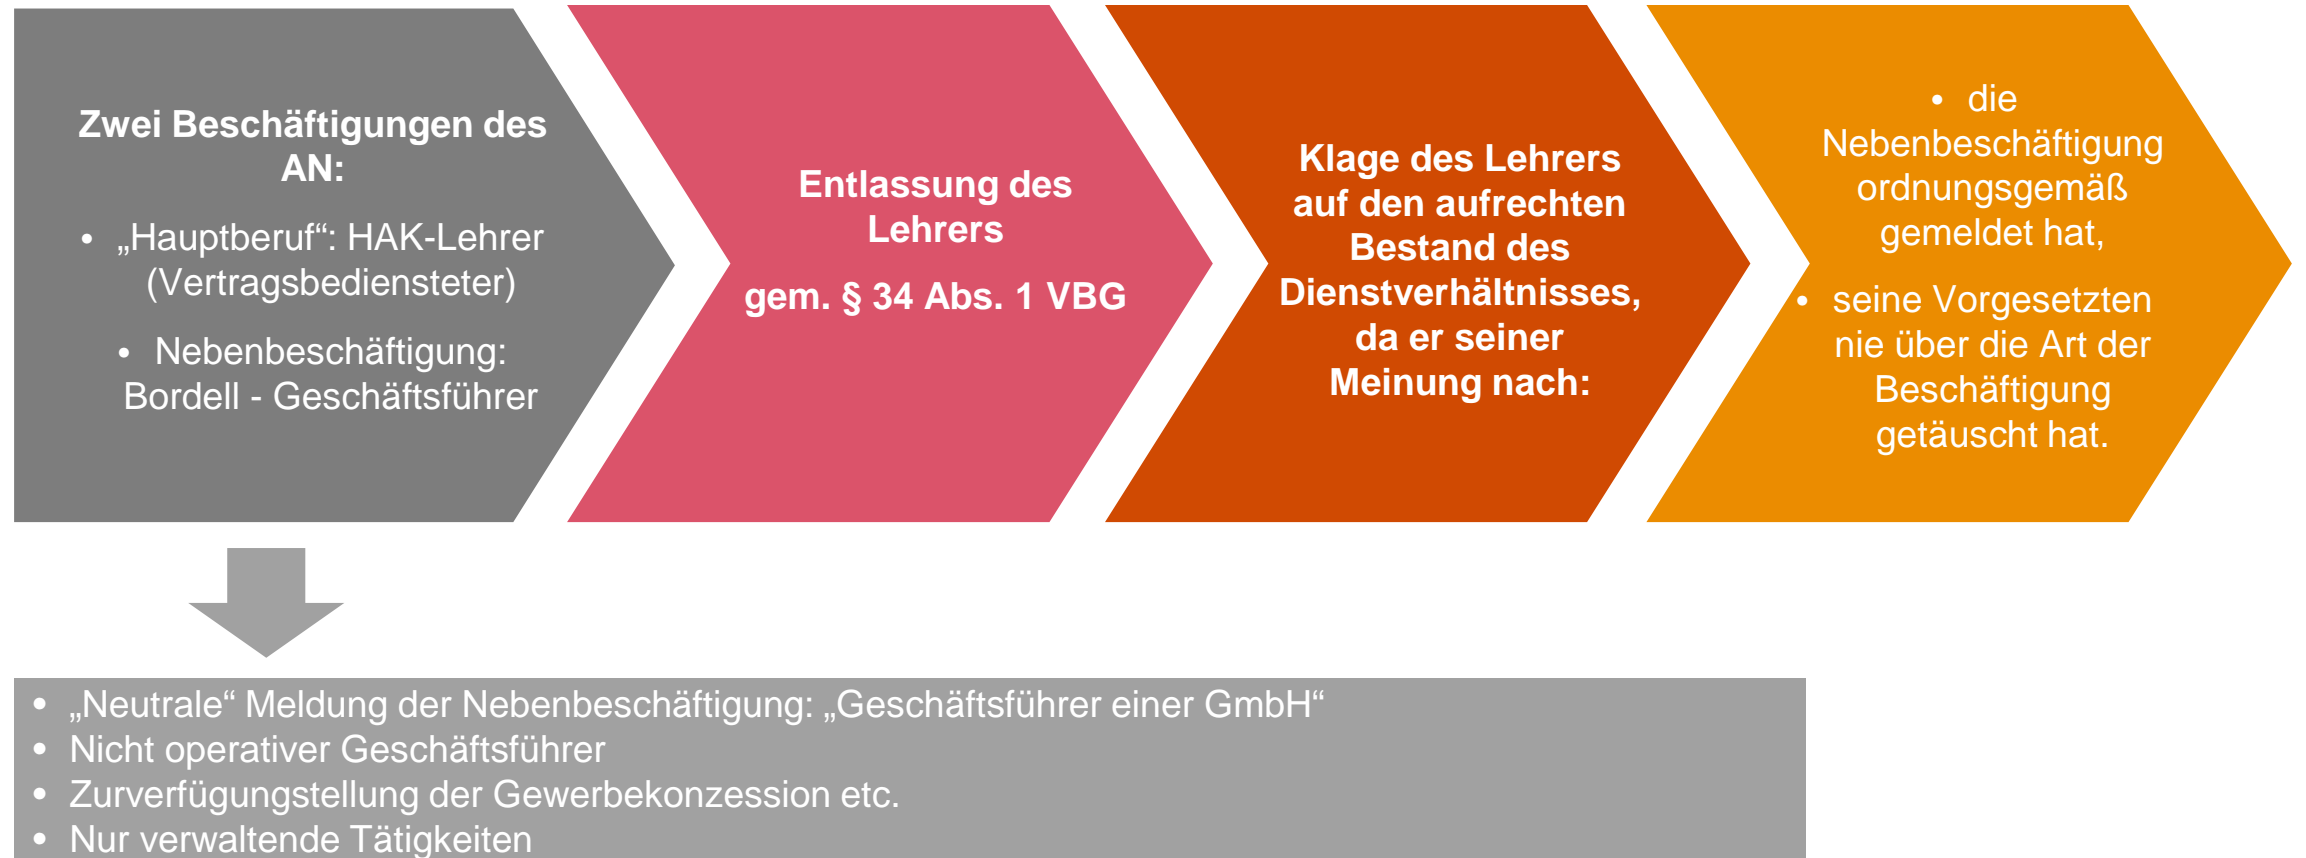 Zwei Beschäftigungen des
AN:
• „Hauptberuf“: HAK-Lehrer
(Vertragsbediensteter)
• Nebenbeschäftigung:
Bordell - Geschäftsführer
Entlassung des
Lehrers
gem. § 34 Abs. 1 VBG
Klage des Lehrers
auf den aufrechten
Bestand des
Dienstverhältnisses,
da er seiner
Meinung nach:
• die
Nebenbeschäftigung
ordnungsgemäß
gemeldet hat,
• seine Vorgesetzten
nie über die Art der
Beschäftigung
getäuscht hat.
• „Neutrale“ Meldung der Nebenbeschäftigung: „Geschäftsführer einer GmbH“
• Nicht operativer Geschäftsführer
• Zurverfügungstellung der Gewerbekonzession etc.
• Nur verwaltende Tätigkeiten